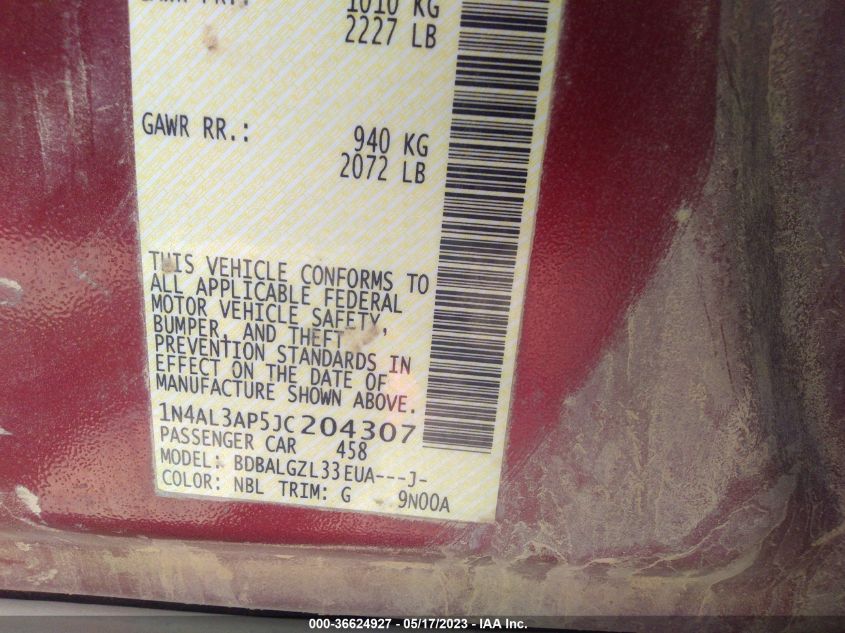 1010 KG
2227 LB
GAWR RR.: 940 KG
2072 LB
THIS VEHICLE CONFORMS TO
ALL APPLICABLE FEDERAL
MOTOR VEHICLE SAFETY,
BUMPER, AND THEFT
PREVENTION STANDARDS IN
EFFECT ON THE DATE OF
MANUFACTURE SHOWN ABOVE.
1N4AL3AP5JC204307
PASSENGER CAR 458
MODEL: BDBALGZL33EUA---J-
COLOR: NBL TRIM: G 9N00A
000-36624927 - 05/17/2023 - IAA Inc.